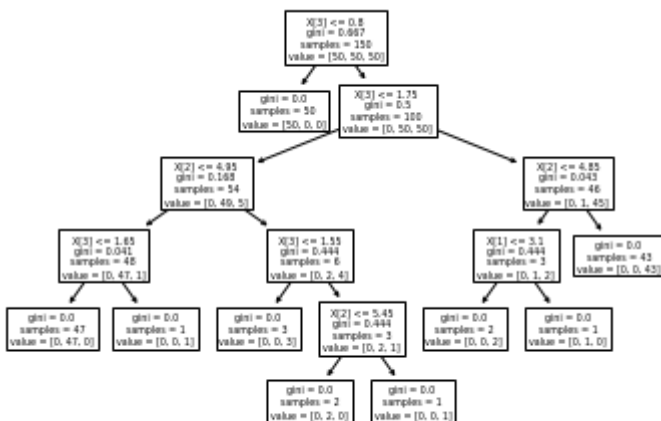 X[3] <= 0.8
gini = 0.667
samples = 150
value = [50, 50, 50]
gini = 0.0
samples = 50
value = [50, 0, 0]
X[3] <= 1.75
gini = 0.5
samples = 100
value = [0, 50, 50]
X[2] <= 4.95
gini = 0.168
samples = 54
value = [0, 49, 5]
X[2] <= 4.85
gini = 0.043
samples = 46
value = [0, 1, 45]
X[3] <= 1.65
gini = 0.041
samples = 48
value = [0, 47, 1]
X[3] <= 1.55
gini = 0.444
samples = 6
value = [0, 2, 4]
X[1] <= 3.1
gini = 0.444
samples = 3
value = [0, 1, 2]
gini = 0.0
samples = 43
value = [0, 0, 43]
gini = 0.0
samples = 47
value = [0, 47, 0]
gini = 0.0
samples = 1
value = [0, 0, 1]
gini = 0.0
samples = 3
value = [0, 0, 3]
X[2] <= 5.45
gini = 0.444
samples = 3
value = [0, 2, 1]
gini = 0.0
samples = 2
value = [0, 0, 2]
gini = 0.0
samples = 1
value = [0, 1, 0]
gini = 0.0
samples = 2
value = [0, 2, 0]
gini = 0.0
samples = 1
value = [0, 0, 1]